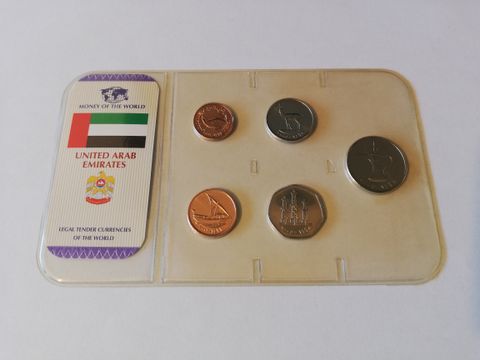 MONEY OF THE WORLD
UNITED ARAB
EMIRATES
LEGAL TENDER CURRENCIES
OF THE WORLD